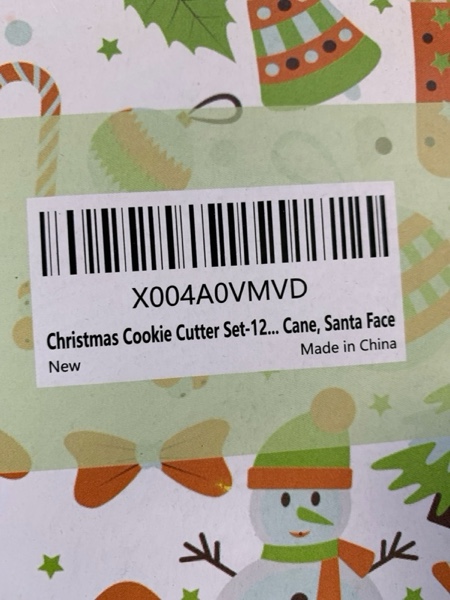 X004A0VMVD
Christmas Cookie Cutter Set-12... Cane, Santa Face
New
Made in China